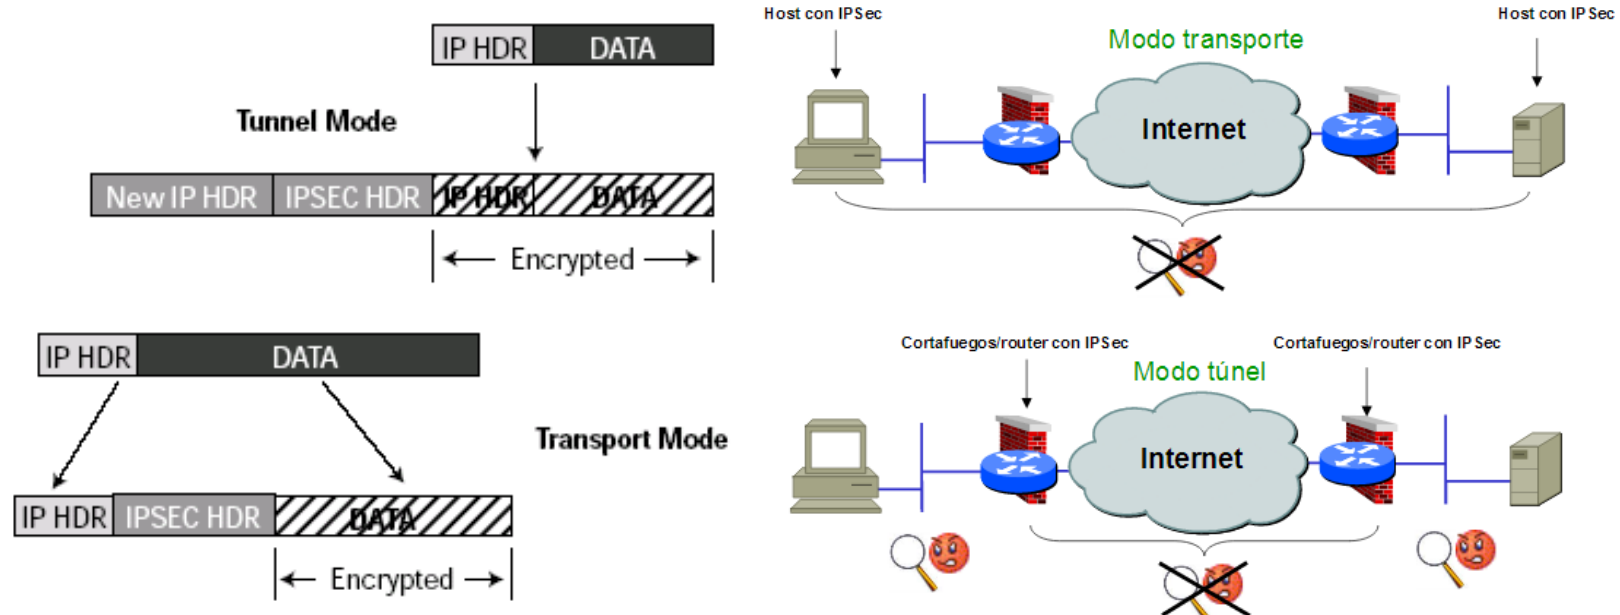 IP HDR DATA
Tunnel Mode
New IP HDR IPSEC HDR IP HDR DATA
Encrypted
IP HDR DATA
Transport Mode
IP HDR IPSEC HDR DATA
Encrypted
Host con IPSec
Host con IPSec
Modo transporte
Internet
Cortafuegos/router con IPSec
Cortafuegos/router con IPSec
Modo túnel
Internet